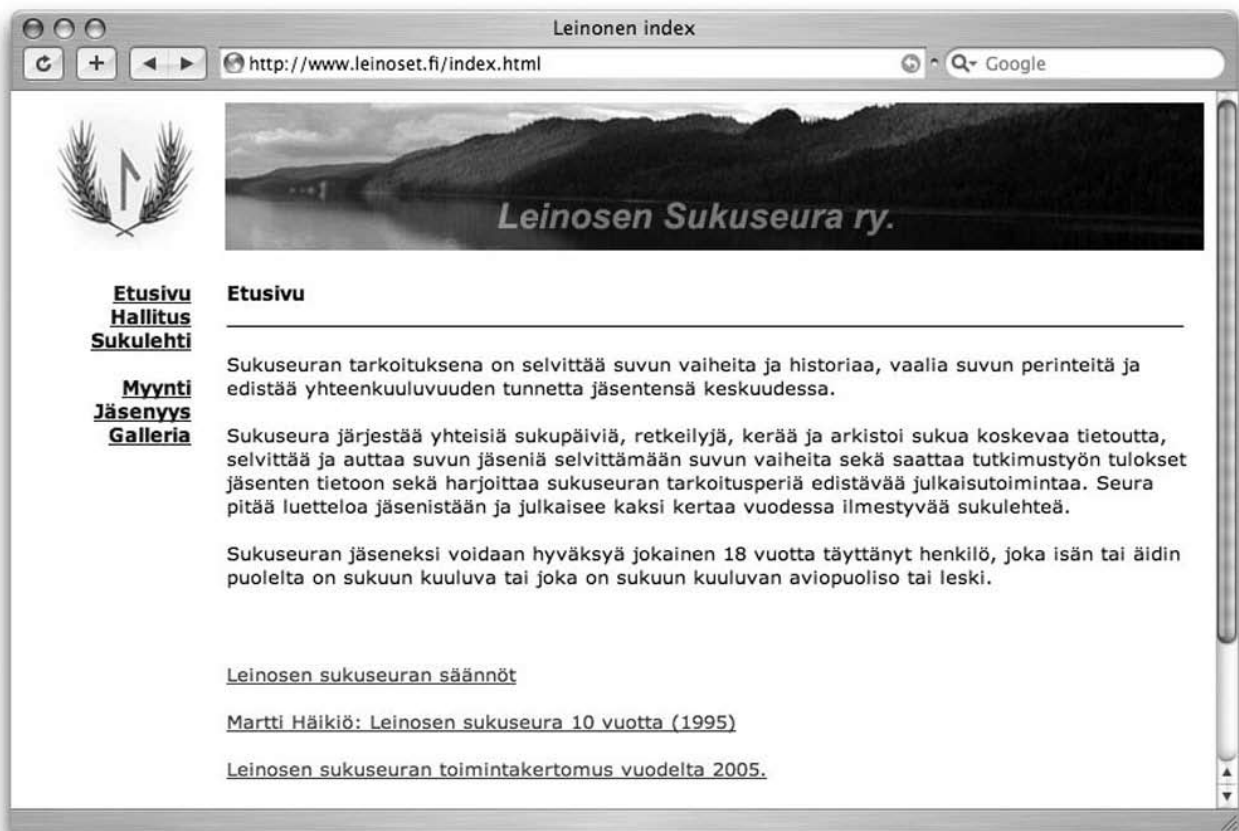 Leinonen index
http://www.leinoset.fi/index.html
Google
Leinosen Sukuseura ry.
Etusivu
Hallitus
Sukulehti
Myynti
Jäsenyys
Galleria
Etusivu
Sukuseuran tarkoituksena on selvittää suvun vaiheita ja historiaa, vaalia suvun perinteitä ja
edistää yhteenkuuluvuuden tunnetta jäsentensä keskuudessa.
Sukuseura järjestää yhteisiä sukupäiviä, retkeilyjä, kerää ja arkistoi sukua koskevaa tietoutta,
selvittää ja auttaa suvun jäseniä selvittämään suvun vaiheita sekä saattaa tutkimustyön tulokset
jäsenten tietoon sekä harjoittaa sukuseuran tarkoitusperiä edistävää julkaisutoimintaa. Seura
pitää luetteloa jäsenistään ja julkaisee kaksi kertaa vuodessa ilmestyvää sukulehteä.
Sukuseuran jäseneksi voidaan hyväksyä jokainen 18 vuotta täyttänyt henkilö, joka isän tai äidin
puolelta on sukuun kuuluva tai joka on sukuun kuuluvan aviopuoliso tai leski.
Leinosen sukuseuran säännöt
Martti Häikiö: Leinosen sukuseura 10 vuotta (1995)
Leinosen sukuseuran toimintakertomus vuodelta 2005.